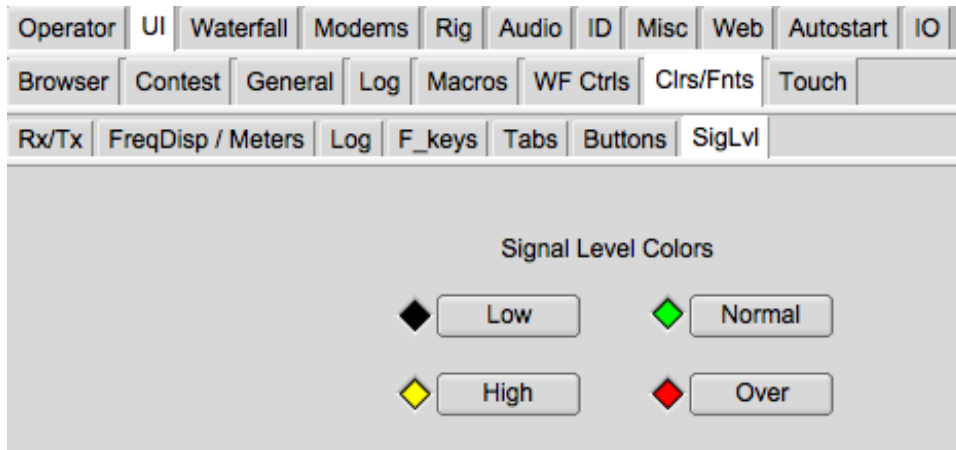 Operator UI Waterfall Modems Rig Audio ID Misc Web Autostart IO
Browser Contest General Log Macros WF Ctrls Clrs/Fnts Touch
Rx/Tx FreqDisp / Meters Log F_keys Tabs Buttons SigLvl
Signal Level Colors
Low Normal
High Over